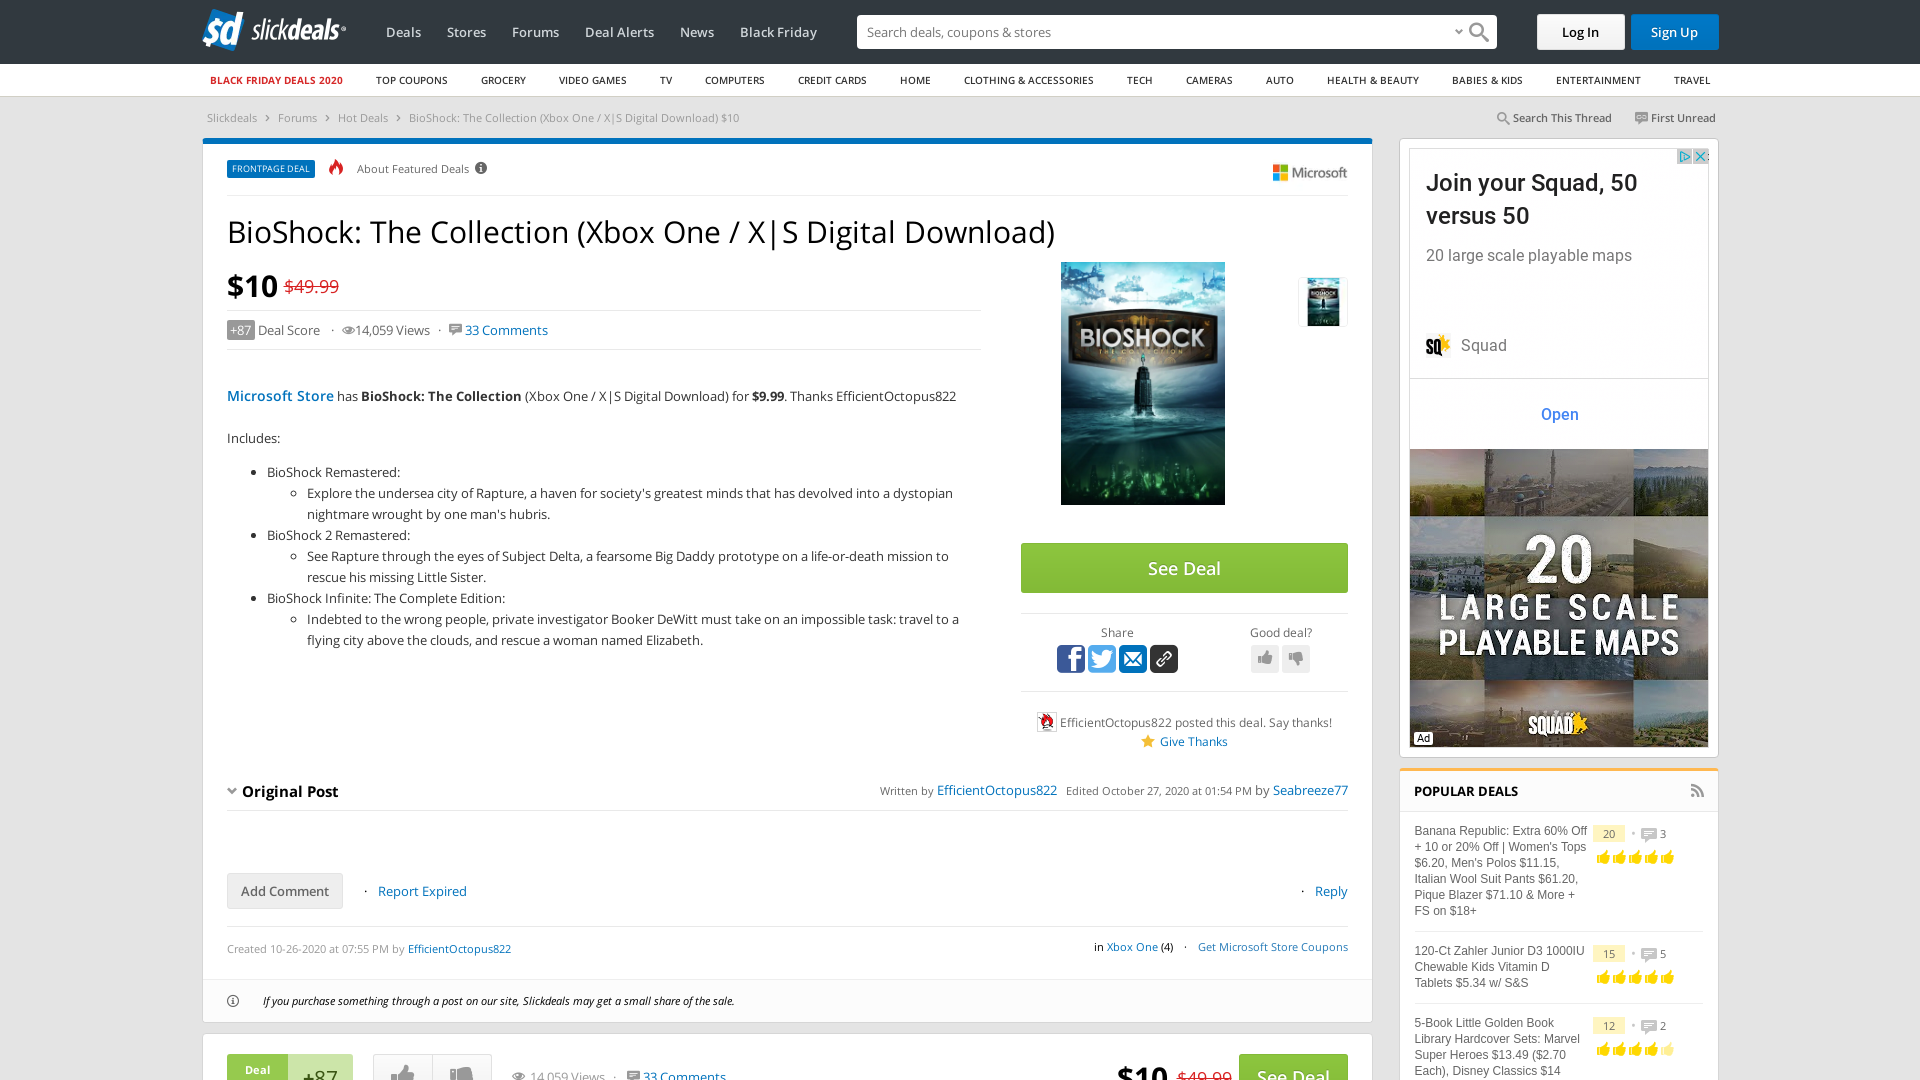 sd slickdeals
Deals Stores Forums Deal Alerts News Black Friday
Search deals, coupons & stores
Log In
Sign Up
BLACK FRIDAY DEALS 2020 TOP COUPONS GROCERY VIDEO GAMES TV COMPUTERS CREDIT CARDS HOME CLOTHING & ACCESSORIES TECH CAMERAS AUTO HEALTH & BEAUTY BABIES & KIDS ENTERTAINMENT TRAVEL
Slickdeals › Forums › Hot Deals › BioShock: The Collection (Xbox One / X|S Digital Download) $10
Search This Thread
First Unread
FRONTPAGE DEAL
About Featured Deals
Microsoft
BioShock: The Collection (Xbox One / X|S Digital Download)
$10 $49.99
+87 Deal Score · 14,059 Views · 33 Comments
Microsoft Store has BioShock: The Collection (Xbox One / X|S Digital Download) for $9.99. Thanks EfficientOctopus822
Includes:
BioShock Remastered:
Explore the undersea city of Rapture, a haven for society's greatest minds that has devolved into a dystopian
nightmare wrought by one man's hubris.
BioShock 2 Remastered:
See Rapture through the eyes of Subject Delta, a fearsome Big Daddy prototype on a life-or-death mission to
rescue his missing Little Sister.
BioShock Infinite: The Complete Edition:
Indebted to the wrong people, private investigator Booker DeWitt must take on an impossible task: travel to a
flying city above the clouds, and rescue a woman named Elizabeth.
BIOSHOCK
THE COLLECTION
BIOSHOCK
See Deal
Share
Good deal?
EfficientOctopus822 posted this deal. Say thanks!
Give Thanks
Original Post
Written by EfficientOctopus822 Edited October 27, 2020 at 01:54 PM by Seabreeze77
Add Comment · Report Expired
· Reply
Created 10-26-2020 at 07:55 PM by EfficientOctopus822
in Xbox One (4) · Get Microsoft Store Coupons
If you purchase something through a post on our site, Slickdeals may get a small share of the sale.
Deal
+87
14,059 Views · 33 Comments
$10 $49.99
See Deal
Join your Squad, 50
versus 50
20 large scale playable maps
SQ
Squad
Open
20
LARGE SCALE
PLAYABLE MAPS
SQUAD
Ad
POPULAR DEALS
Banana Republic: Extra 60% Off
+ 10 or 20% Off | Women's Tops
$6.20, Men's Polos $11.15,
Italian Wool Suit Pants $61.20,
Pique Blazer $71.10 & More +
FS on $18+
20 • 3
120-Ct Zahler Junior D3 1000IU
Chewable Kids Vitamin D
Tablets $5.34 w/ S&S
15 • 5
5-Book Little Golden Book
Library Hardcover Sets: Marvel
Super Heroes $13.49 ($2.70
Each), Disney Classics $14
12 • 2